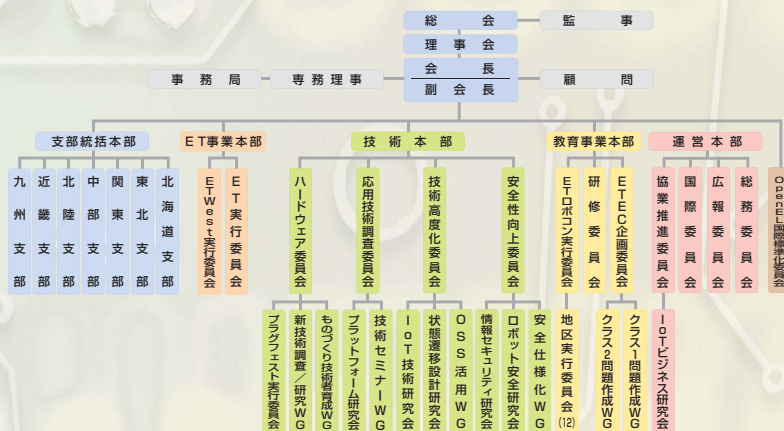 総会
監事
理事会
会長
副会長
事務局
専務理事
顧問
支部統括本部
ET事業本部
技術本部
教育事業本部
運営本部
九州支部
近畿支部
北陸支部
中部支部
関東支部
東北支部
北海道支部
ETWest実行委員会
ET実行委員会
ハードウェア委員会
応用技術調査委員会
技術高度化委員会
安全性向上委員会
ETロボコン実行委員会
研修委員会
ETEC企画委員会
協業推進委員会
国際委員会
広報委員会
総務委員会
OpenEL国際標準化委員会
プラグフェスト実行委員会
新技術調査/研究WG
ものづくり技術者育成WG
プラットフォーム研究会
技術セミナーWG
IoT技術研究会
状態遷移設計研究会
OSS活用WG
情報セキュリティ研究会
ロボット安全研究会
安全仕様化WG
地区実行委員会(12)
クラス2問題作成WG
クラス1問題作成WG
IoTビジネス研究会